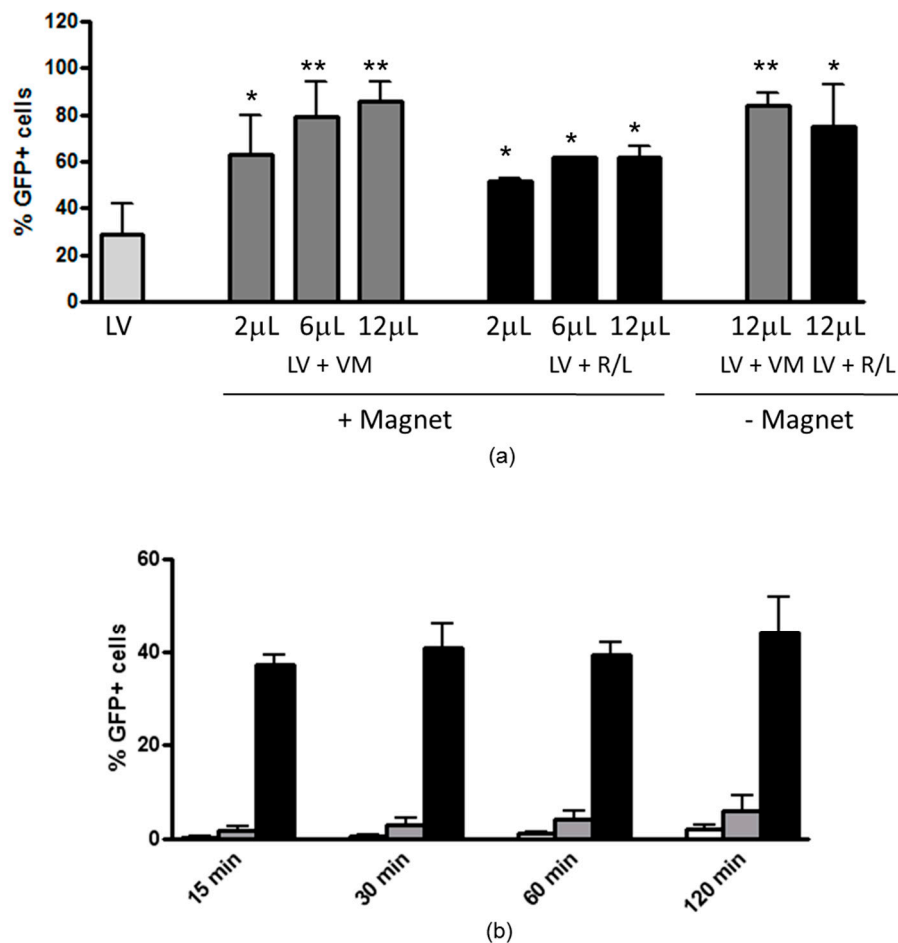 120
100
80
60
40
20
0
% GFP+ cells
* ** ** * * * ** *
LV 2μL 6μL 12μL 2μL 6μL 12μL 12μL 12μL
LV + VM LV + R/L LV + VM LV + R/L
+ Magnet - Magnet
(a)
60
40
20
0
% GFP+ cells
15 min 30 min 60 min 120 min
(b)